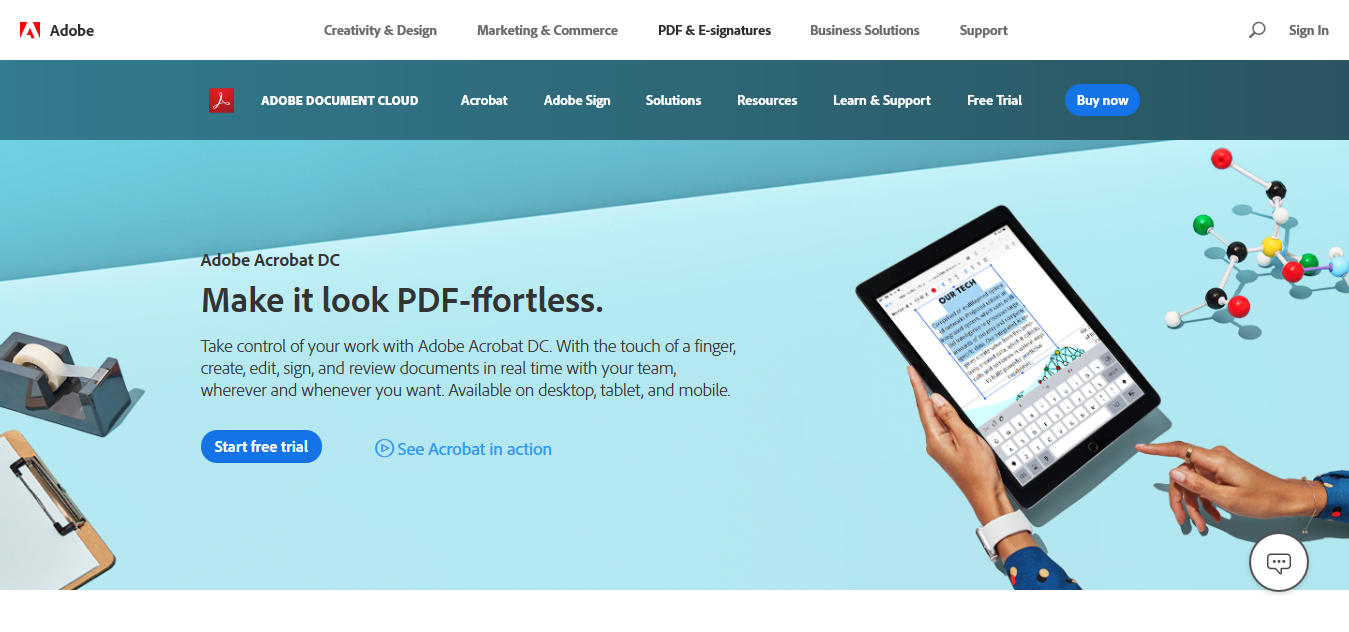 Adobe
Creativity & Design
Marketing & Commerce
PDF & E-signatures
Business Solutions
Support
Sign In
ADOBE DOCUMENT CLOUD
Acrobat
Adobe Sign
Solutions
Resources
Learn & Support
Free Trial
Buy now
Adobe Acrobat DC
Make it look PDF-ffortless.
Take control of your work with Adobe Acrobat DC. With the touch of a finger,
create, edit, sign, and review documents in real time with your team,
wherever and whenever you want. Available on desktop, tablet, and mobile.
Start free trial
See Acrobat in action
OUR TECH